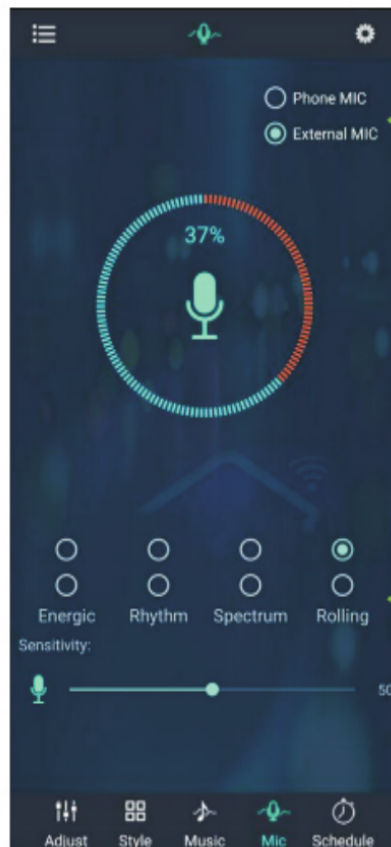 Phone MIC
External MIC
37%
Energic Rhythm Spectrum Rolling
Sensitivity:
50
Adjust Style Music Mic Schedule